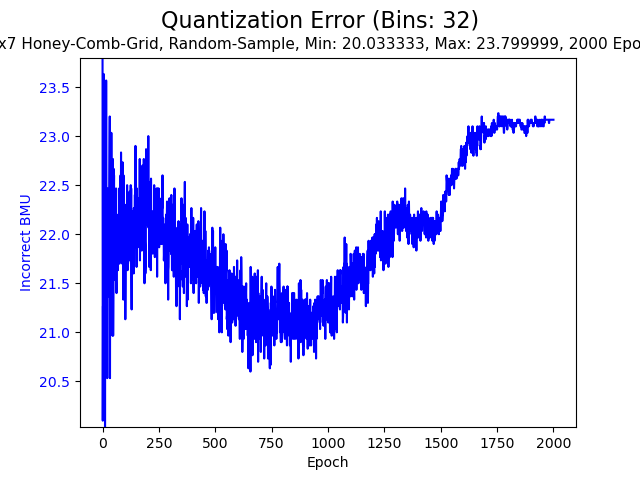 Quantization Error (Bins: 32)
x7 Honey-Comb-Grid, Random-Sample, Min: 20.033333, Max: 23.799999, 2000 Epo
23.5
23.0
22.5
22.0
21.5
21.0
20.5
Incorrect BMU
0 250 500 750 1000 1250 1500 1750 2000
Epoch